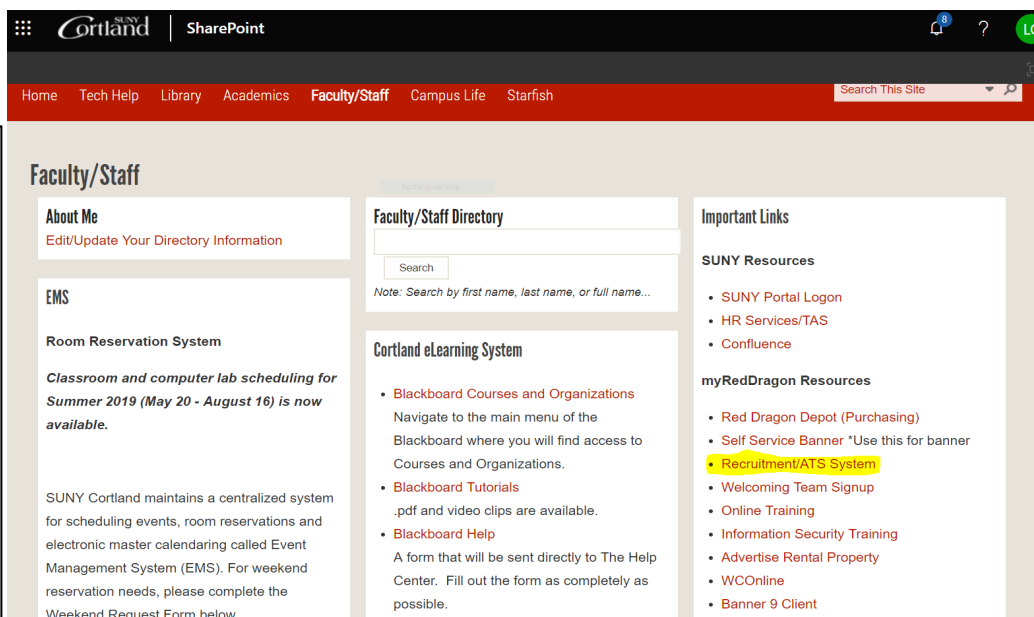 SUNY Cortland
SharePoint
8
?
Home Tech Help Library Academics Faculty/Staff Campus Life Starfish
Search This Site
Faculty/Staff
About Me
Edit/Update Your Directory Information
EMS
Room Reservation System
Classroom and computer lab scheduling for
Summer 2019 (May 20 - August 16) is now
available.
SUNY Cortland maintains a centralized system
for scheduling events, room reservations and
electronic master calendaring called Event
Management System (EMS). For weekend
reservation needs, please complete the
Weekend Request Form below
Faculty/Staff Directory
Search
Note: Search by first name, last name, or full name...
Cortland eLearning System
• Blackboard Courses and Organizations
Navigate to the main menu of the
Blackboard where you will find access to
Courses and Organizations.
• Blackboard Tutorials
.pdf and video clips are available.
• Blackboard Help
A form that will be sent directly to The Help
Center. Fill out the form as completely as
possible.
Important Links
SUNY Resources
• SUNY Portal Logon
• HR Services/TAS
• Confluence
myRedDragon Resources
• Red Dragon Depot (Purchasing)
• Self Service Banner *Use this for banner
• Recruitment/ATS System
• Welcoming Team Signup
• Online Training
• Information Security Training
• Advertise Rental Property
• WCOnline
• Banner 9 Client